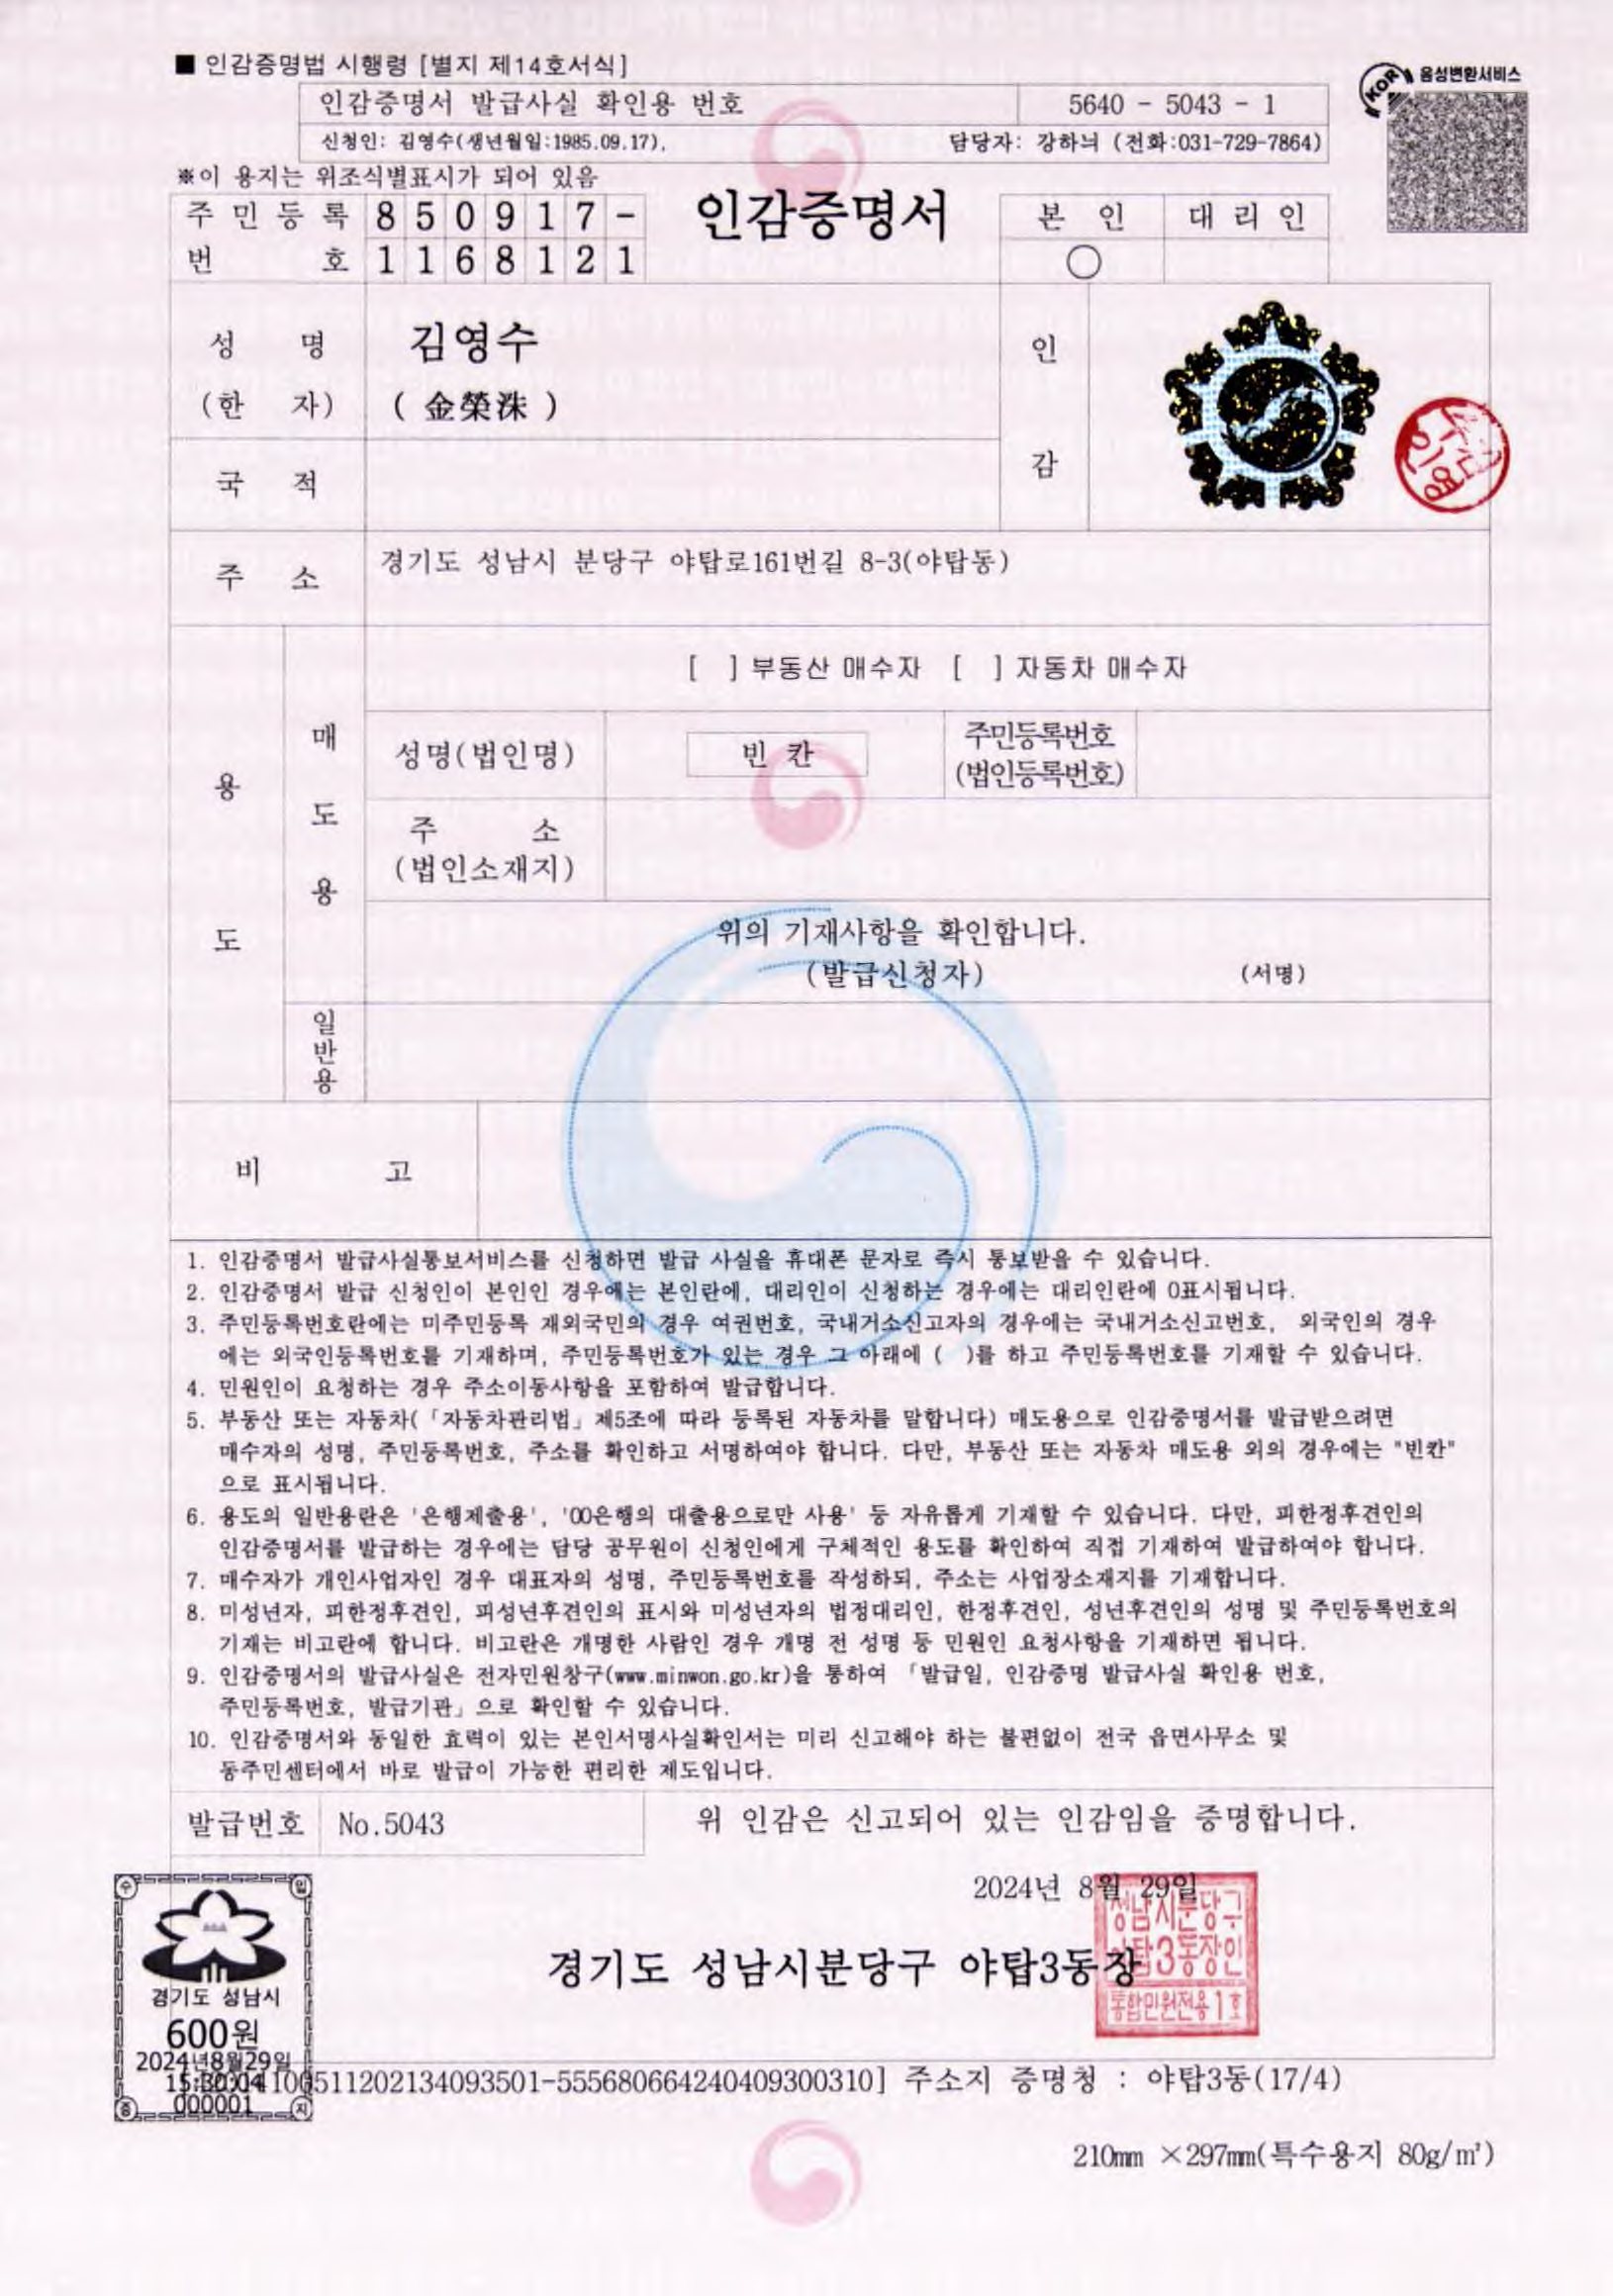 ■ 인감증명법 시행령 [별지 제14호서식]
음성변환서비스
KOR
인감증명서 발급사실 확인용 번호 5640 - 5043 - 1
신청인: 김영수(생년월일:1985.09.17), 담당자: 강하늬 (전화:031-729-7864)
※이 용지는 위조식별표시가 되어 있음
주 민 등 록 8 5 0 9 1 7 -
번 호 1 1 6 8 1 2 1
인감증명서
본 인 대 리 인
○
성 명 김영수
(한 자) ( 金榮洙 )
인
감
국 적
주 소 경기도 성남시 분당구 야탑로161번길 8-3(야탑동)
용
도
매
도
용
[ ] 부동산 매수자 [ ] 자동차 매수자
성명(법인명) 빈 칸 주민등록번호
(법인등록번호)
주 소
(법인소재지)
위의 기재사항을 확인합니다.
(발급신청자) (서명)
일
반
용
비 고
1. 인감증명서 발급사실통보서비스를 신청하면 발급 사실을 휴대폰 문자로 즉시 통보받을 수 있습니다.
2. 인감증명서 발급 신청인이 본인인 경우에는 본인란에, 대리인이 신청하는 경우에는 대리인란에 0표시됩니다.
3. 주민등록번호란에는 미주민등록 재외국민의 경우 여권번호, 국내거소신고자의 경우에는 국내거소신고번호, 외국인의 경우
에는 외국인등록번호를 기재하며, 주민등록번호가 있는 경우 그 아래에 ( )를 하고 주민등록번호를 기재할 수 있습니다.
4. 민원인이 요청하는 경우 주소이동사항을 포함하여 발급합니다.
5. 부동산 또는 자동차(「자동차관리법」 제5조에 따라 등록된 자동차를 말합니다) 매도용으로 인감증명서를 발급받으려면
매수자의 성명, 주민등록번호, 주소를 확인하고 서명하여야 합니다. 다만, 부동산 또는 자동차 매도용 외의 경우에는 "빈칸"
으로 표시됩니다.
6. 용도의 일반용란은 '은행제출용', '00은행의 대출용으로만 사용' 등 자유롭게 기재할 수 있습니다. 다만, 피한정후견인의
인감증명서를 발급하는 경우에는 담당 공무원이 신청인에게 구체적인 용도를 확인하여 직접 기재하여 발급하여야 합니다.
7. 매수자가 개인사업자인 경우 대표자의 성명, 주민등록번호를 작성하되, 주소는 사업장소재지를 기재합니다.
8. 미성년자, 피한정후견인, 피성년후견인의 표시와 미성년자의 법정대리인, 한정후견인, 성년후견인의 성명 및 주민등록번호의
기재는 비고란에 합니다. 비고란은 개명한 사람인 경우 개명 전 성명 등 민원인 요청사항을 기재하면 됩니다.
9. 인감증명서의 발급사실은 전자민원창구(www.minwon.go.kr)을 통하여 「발급일, 인감증명 발급사실 확인용 번호,
주민등록번호, 발급기관」으로 확인할 수 있습니다.
10. 인감증명서와 동일한 효력이 있는 본인서명사실확인서는 미리 신고해야 하는 불편없이 전국 읍면사무소 및
동주민센터에서 바로 발급이 가능한 편리한 제도입니다.
발급번호 No.5043 위 인감은 신고되어 있는 인감임을 증명합니다.
2024년 8월 29일
경기도 성남시분당구 야탑3동장
성남시분당구
야탑3동장인
통합민원전용1호
수 입
경기도 성남시
600원
2024년8월29일
15:30:04
000001
증 지
511202134093501-5556806642404093003​10] 주소지 증명청 : 야탑3동(17/4)
210mm ×297mm(특수용지 80g/㎡)